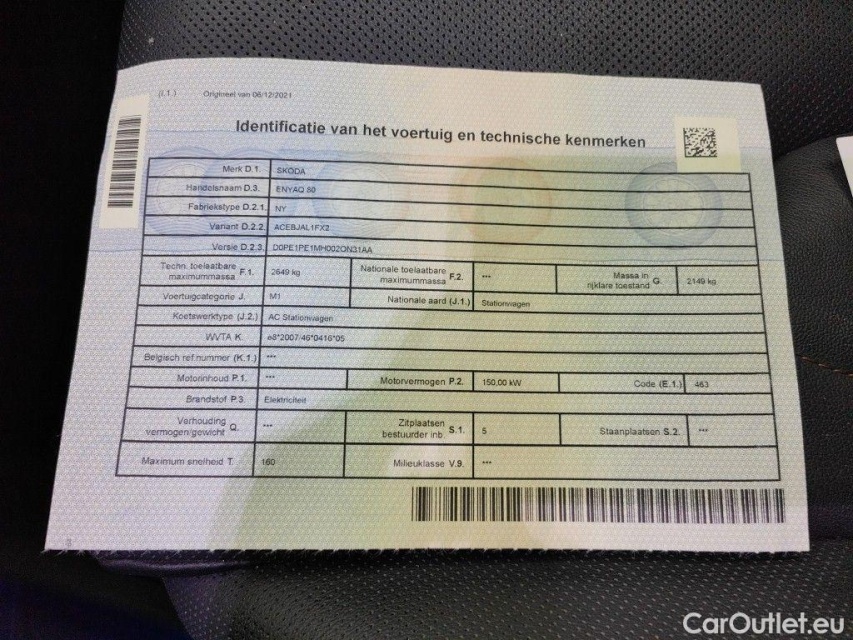 (I.1) Origineel van 06/12/2021
Identificatie van het voertuig en technische kenmerken
Merk D.1. SKODA
Handelsnaam D.3. ENYAQ 80
Fabriekstype D.2.1. NY
Variant D.2.2. ACEBJAL1FX2
Versie D.2.3. D0PE1PE1MH002ON31AA
Techn. toelaatbare maximummassa F.1. 2649 kg Nationale toelaatbare maximummassa F.2. *** Massa in rijklare toestand G. 2149 kg
Voertuigcategorie J. M1 Nationale aard (J.1.) Stationwagen
Koetswerktype (J.2.) AC Stationwagen
WVTA K. e8*2007/46*0416*05
Belgisch ref.nummer (K.1.) ***
Motorinhoud P.1. *** Motorvermogen P.2. 150,00 kW Code (E.1.) 463
Brandstof P.3. Elektriciteit
Verhouding vermogen/gewicht Q. *** Zitplaatsen bestuurder inb. S.1. 5 Staanplaatsen S.2. ***
Maximum snelheid T. 160 Milieuklasse V.9. ***
CarOutlet.eu